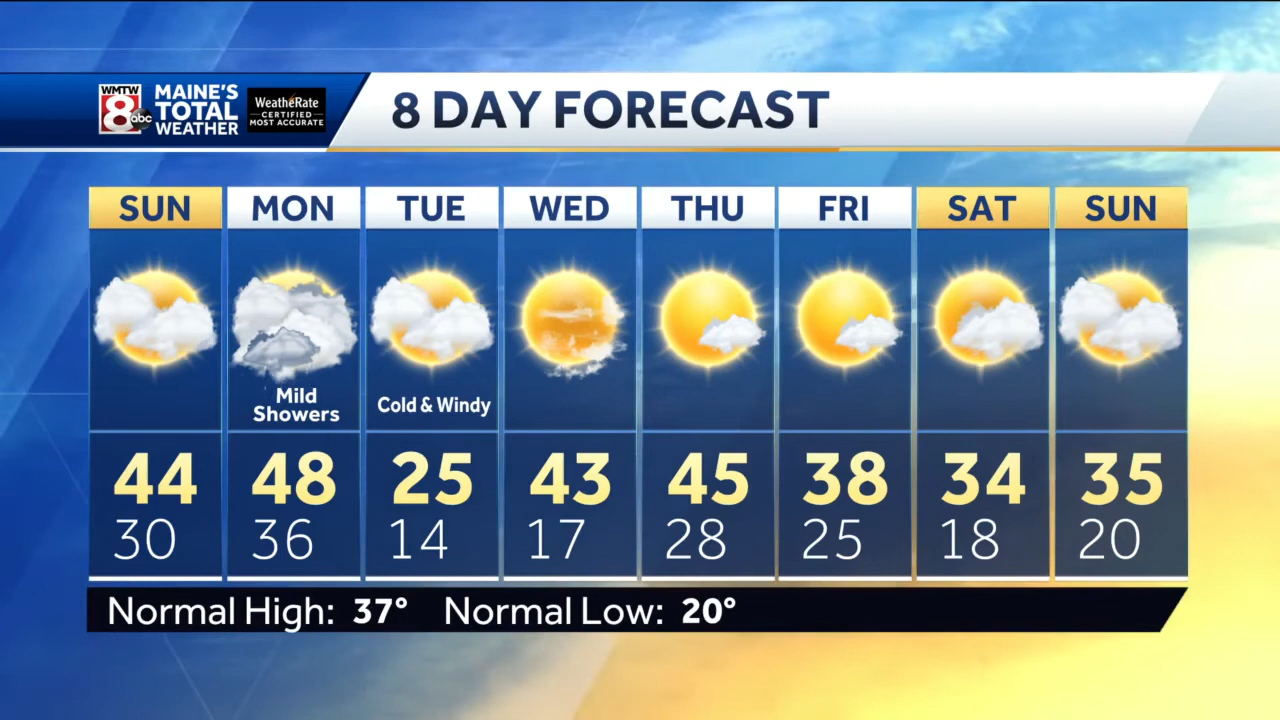 WMTW
8
abc
MAINE'S
TOTAL
WEATHER
WeatheRate
CERTIFIED
MOST ACCURATE
8 DAY FORECAST
SUN MON TUE WED THU FRI SAT SUN
Mild
Showers
Cold & Windy
44 48 25 43 45 38 34 35
30 36 14 17 28 25 18 20
Normal High: 37° Normal Low: 20°